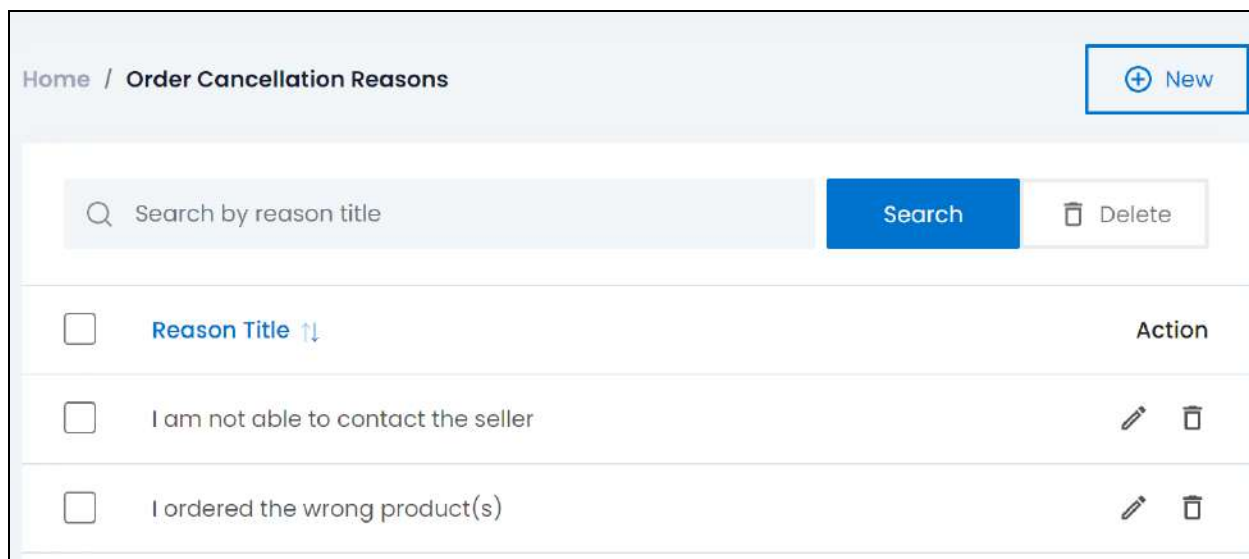 Home / Order Cancellation Reasons
New
Search by reason title
Search
Delete
Reason Title
Action
I am not able to contact the seller
I ordered the wrong product(s)